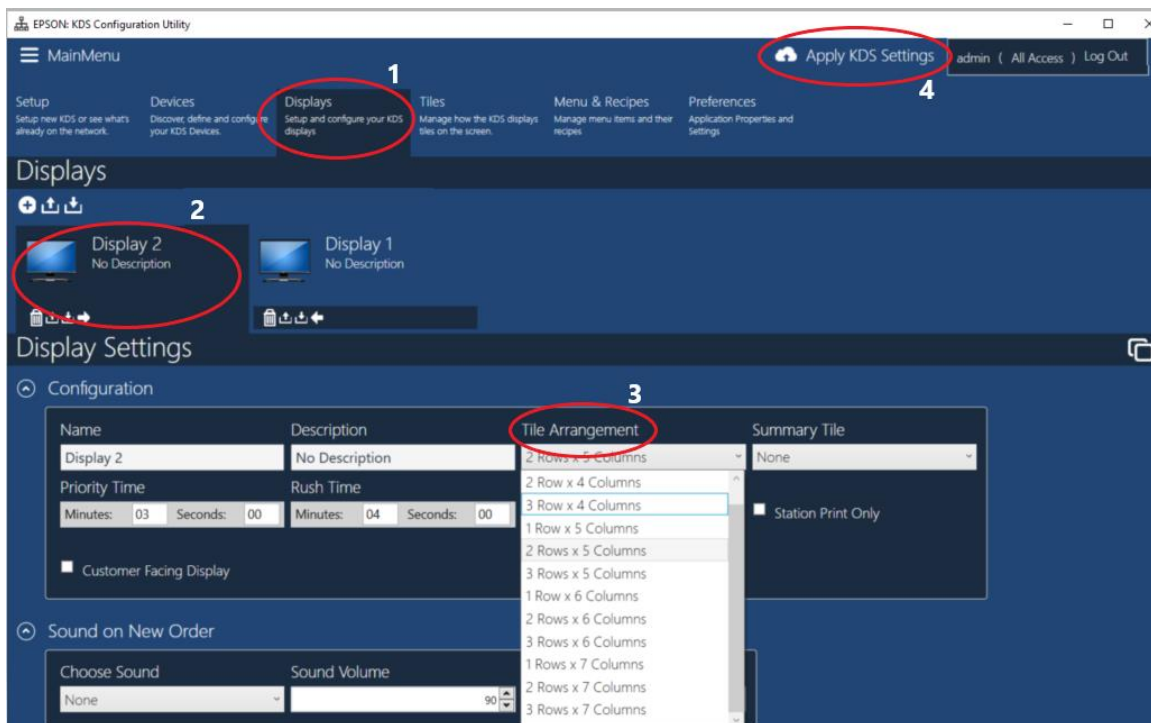 EPSON: KDS Configuration Utility
MainMenu
Apply KDS Settings
admin ( All Access ) Log Out
1
4
Setup
Setup new KDS or see what's
already on the network.
Devices
Discover, define and configure
your KDS Devices.
Displays
Setup and configure your KDS
displays
Tiles
Manage how the KDS displays
tiles on the screen.
Menu & Recipes
Manage menu items and their
recipes
Preferences
Application Properties and
Settings
Displays
2
Display 2
No Description
Display 1
No Description
Display Settings
Configuration
3
Name
Display 2
Description
No Description
Tile Arrangement
2 Rows x 5 Columns
Summary Tile
None
Priority Time
Minutes: 03 Seconds: 00
Rush Time
Minutes: 04 Seconds: 00
2 Row x 4 Columns
3 Row x 4 Columns
1 Row x 5 Columns
2 Rows x 5 Columns
3 Rows x 5 Columns
1 Row x 6 Columns
2 Rows x 6 Columns
3 Rows x 6 Columns
1 Rows x 7 Columns
2 Rows x 7 Columns
3 Rows x 7 Columns
Station Print Only
Customer Facing Display
Sound on New Order
Choose Sound
None
Sound Volume
90